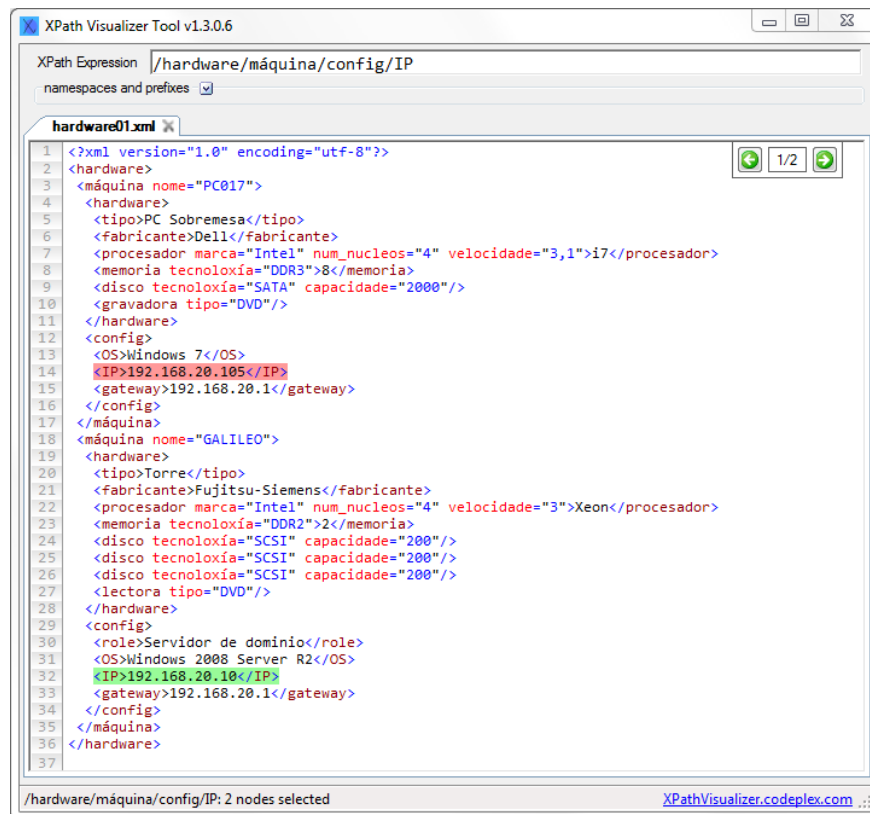 XPath Visualizer Tool v1.3.0.6
XPath Expression /hardware/máquina/config/IP
namespaces and prefixes
hardware01.xml
1/2
1 <?xml version="1.0" encoding="utf-8"?>
2 <hardware>
3 <máquina nome="PC017">
4 <hardware>
5 <tipo>PC Sobremesa</tipo>
6 <fabricante>Dell</fabricante>
7 <procesador marca="Intel" num_nucleos="4" velocidade="3,1">i7</procesador>
8 <memoria tecnoloxía="DDR3">8</memoria>
9 <disco tecnoloxía="SATA" capacidade="2000"/>
10 <gravadora tipo="DVD"/>
11 </hardware>
12 <config>
13 <OS>Windows 7</OS>
14 <IP>192.168.20.105</IP>
15 <gateway>192.168.20.1</gateway>
16 </config>
17 </máquina>
18 <máquina nome="GALILEO">
19 <hardware>
20 <tipo>Torre</tipo>
21 <fabricante>Fujitsu-Siemens</fabricante>
22 <procesador marca="Intel" num_nucleos="4" velocidade="3">Xeon</procesador>
23 <memoria tecnoloxía="DDR2">2</memoria>
24 <disco tecnoloxía="SCSI" capacidade="200"/>
25 <disco tecnoloxía="SCSI" capacidade="200"/>
26 <disco tecnoloxía="SCSI" capacidade="200"/>
27 <lectora tipo="DVD"/>
28 </hardware>
29 <config>
30 <role>Servidor de dominio</role>
31 <OS>Windows 2008 Server R2</OS>
32 <IP>192.168.20.10</IP>
33 <gateway>192.168.20.1</gateway>
34 </config>
35 </máquina>
36 </hardware>
37
/hardware/máquina/config/IP: 2 nodes selected XPathVisualizer.codeplex.com